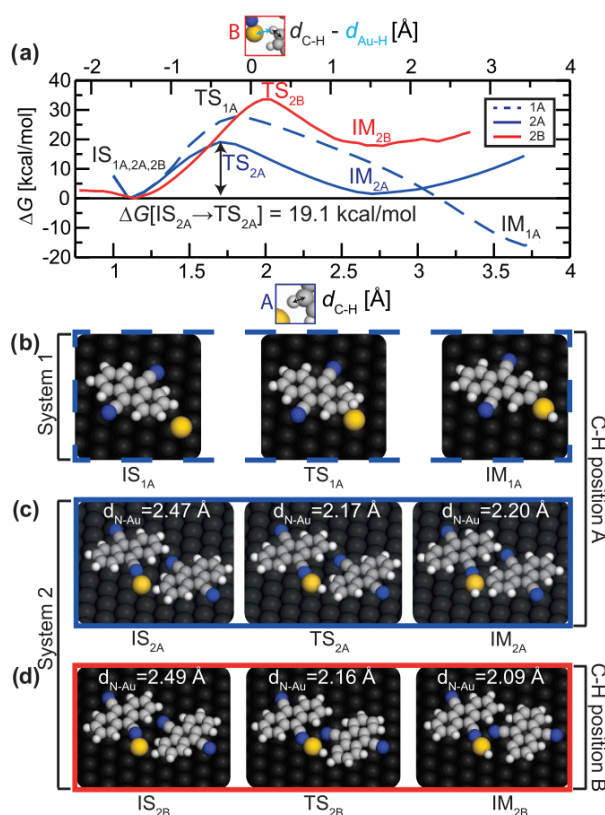 B d_C-H - d_Au-H [Å]
(a)
-2 -1 0 1 2 3 4
40
30
20
10
0
-10
-20
ΔG [kcal/mol]
TS_1A
TS_2B
IM_2B
1A
2A
2B
IS_1A,2A,2B
TS_2A
IM_2A
ΔG[IS_2A→TS_2A] = 19.1 kcal/mol
IM_1A
1 1.5 2 2.5 3 3.5 4
A d_C-H [Å]
(b)
System 1
IS_1A TS_1A IM_1A
C-H position A
(c)
System 2
d_N-Au=2.47 Å d_N-Au=2.17 Å d_N-Au=2.20 Å
IS_2A TS_2A IM_2A
(d)
d_N-Au=2.49 Å d_N-Au=2.16 Å d_N-Au=2.09 Å
C-H position B
IS_2B TS_2B IM_2B